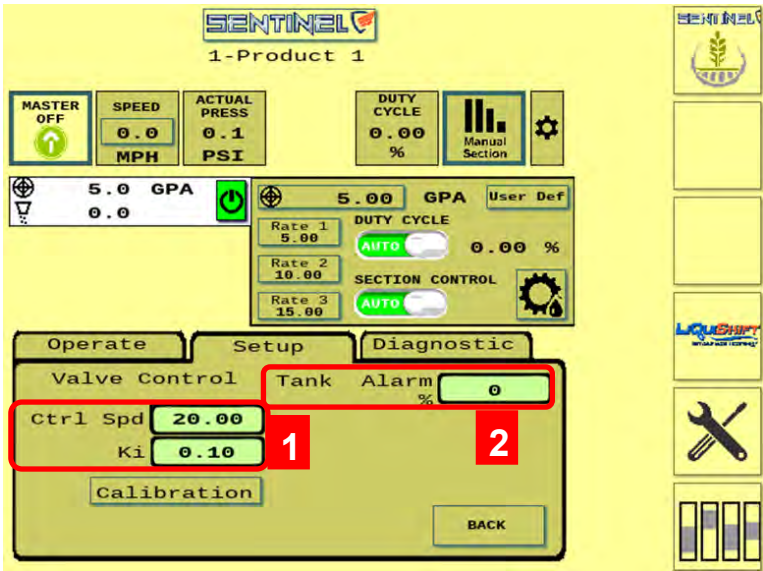 SENTINEL
SENTINEL
1-Product 1
MASTER OFF
SPEED
0.0
MPH
ACTUAL PRESS
0.1
PSI
DUTY CYCLE
0.00
%
Manual Section
5.0 GPA
0.0
5.00 GPA User Def
Rate 1
5.00
DUTY CYCLE
AUTO
0.00 %
Rate 2
10.00
SECTION CONTROL
Rate 3
15.00
AUTO
LIQUISHIFT
Operate Setup Diagnostic
Valve Control
Tank Alarm
%
0
Ctrl Spd 20.00
Ki 0.10
1
2
Calibration
BACK